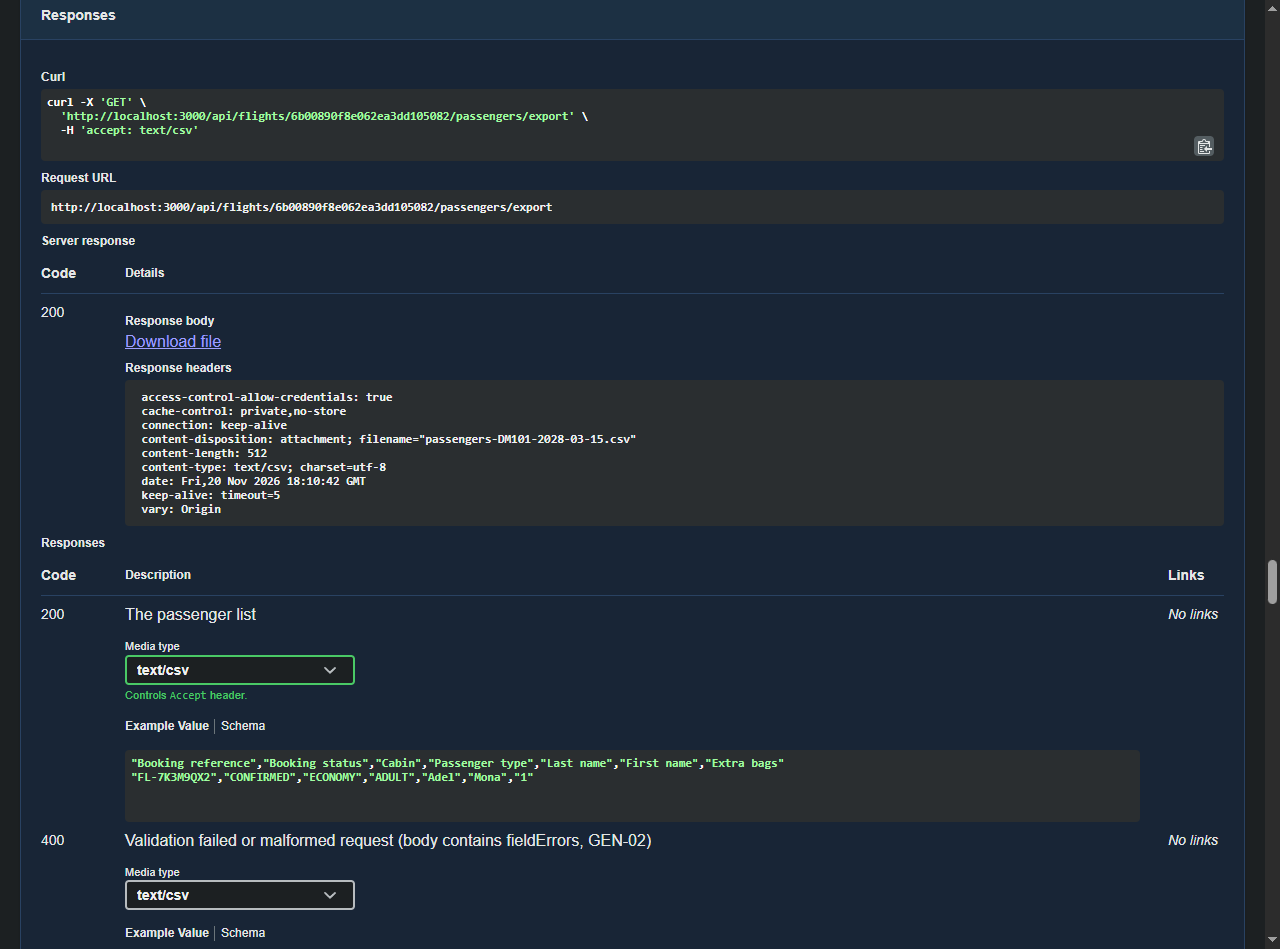 Responses
Curl
curl -X 'GET' \
  'http://localhost:3000/api/flights/6b00890f8e062ea3dd105082/passengers/export' \
  -H 'accept: text/csv'
Request URL
http://localhost:3000/api/flights/6b00890f8e062ea3dd105082/passengers/export
Server response
Code Details
200
Response body
Download file
Response headers
access-control-allow-credentials: true
cache-control: private,no-store
connection: keep-alive
content-disposition: attachment; filename="passengers-DM101-2028-03-15.csv"
content-length: 512
content-type: text/csv; charset=utf-8
date: Fri,20 Nov 2026 18:10:42 GMT
keep-alive: timeout=5
vary: Origin
Responses
Code Description Links
200 The passenger list No links
Media type
text/csv
Controls Accept header.
Example Value Schema
"Booking reference","Booking status","Cabin","Passenger type","Last name","First name","Extra bags"
"FL-7K3M9QX2","CONFIRMED","ECONOMY","ADULT","Adel","Mona","1"
400 Validation failed or malformed request (body contains fieldErrors, GEN-02) No links
Media type
text/csv
Example Value Schema